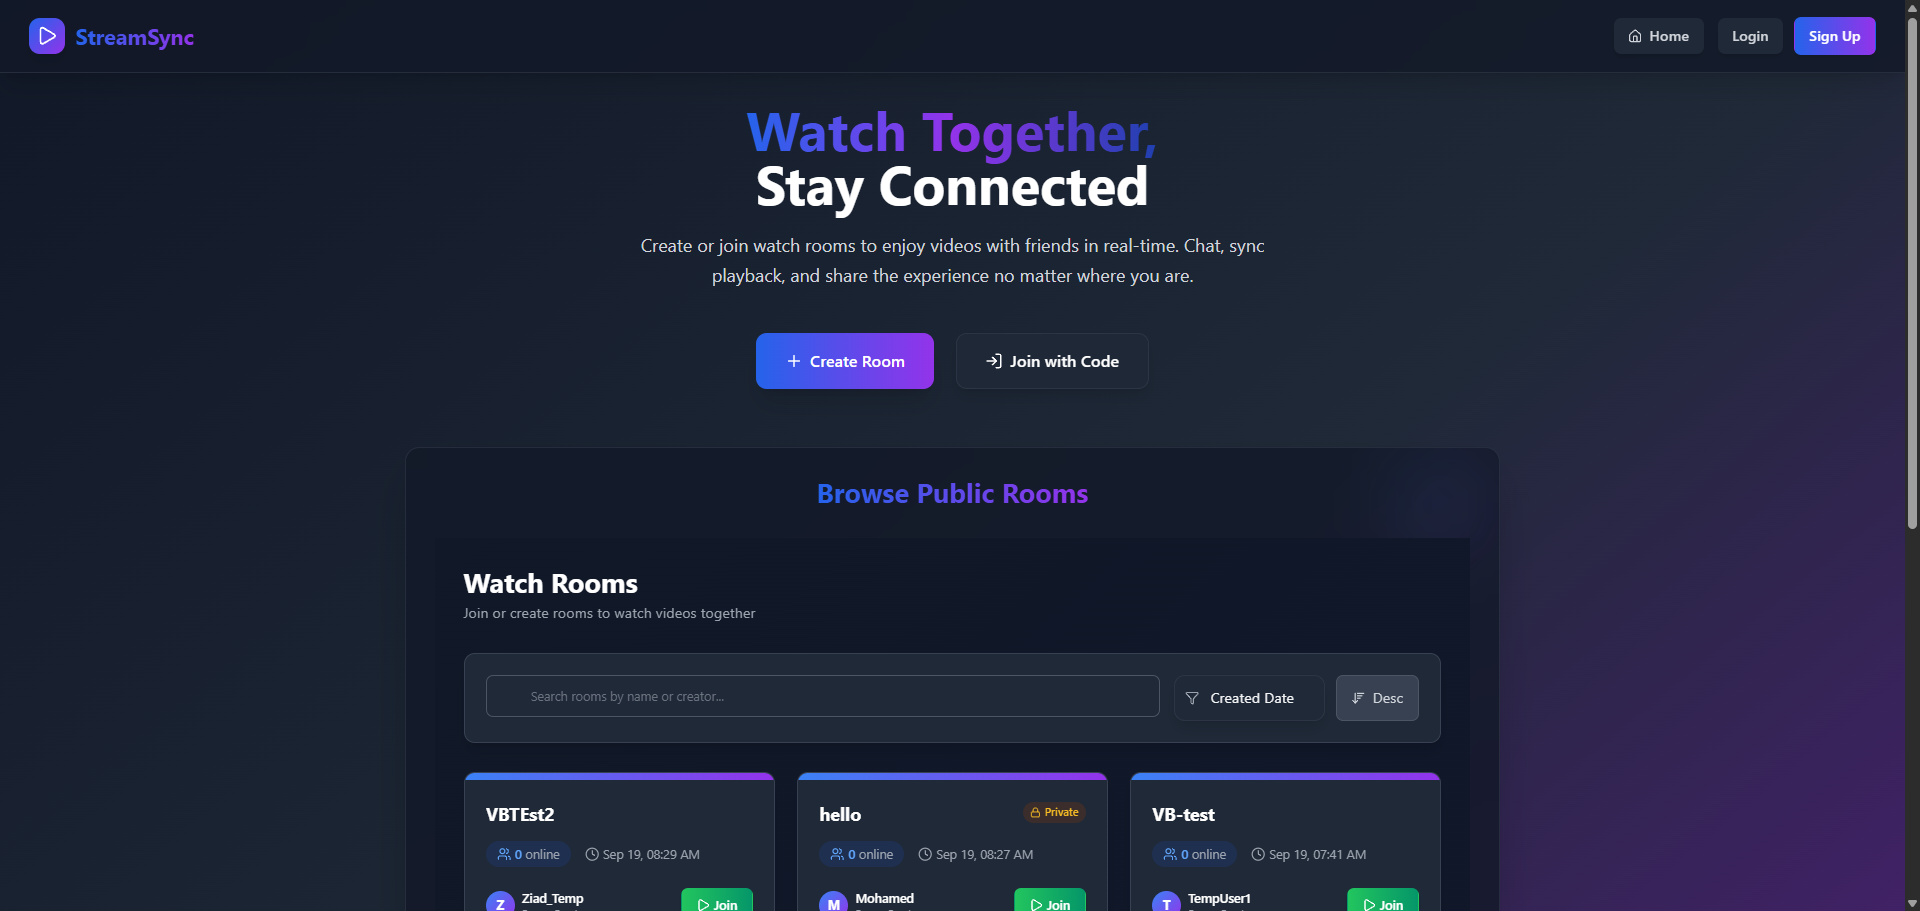 StreamSync
Home
Login
Sign Up
Watch Together,
Stay Connected
Create or join watch rooms to enjoy videos with friends in real-time. Chat, sync
playback, and share the experience no matter where you are.
Create Room
Join with Code
Browse Public Rooms
Watch Rooms
Join or create rooms to watch videos together
Search rooms by name or creator...
Created Date
Desc
VBTEst2
0 online
Sep 19, 08:29 AM
Z
Ziad_Temp
Join
hello
Private
0 online
Sep 19, 08:27 AM
M
Mohamed
Join
VB-test
0 online
Sep 19, 07:41 AM
T
TempUser1
Join